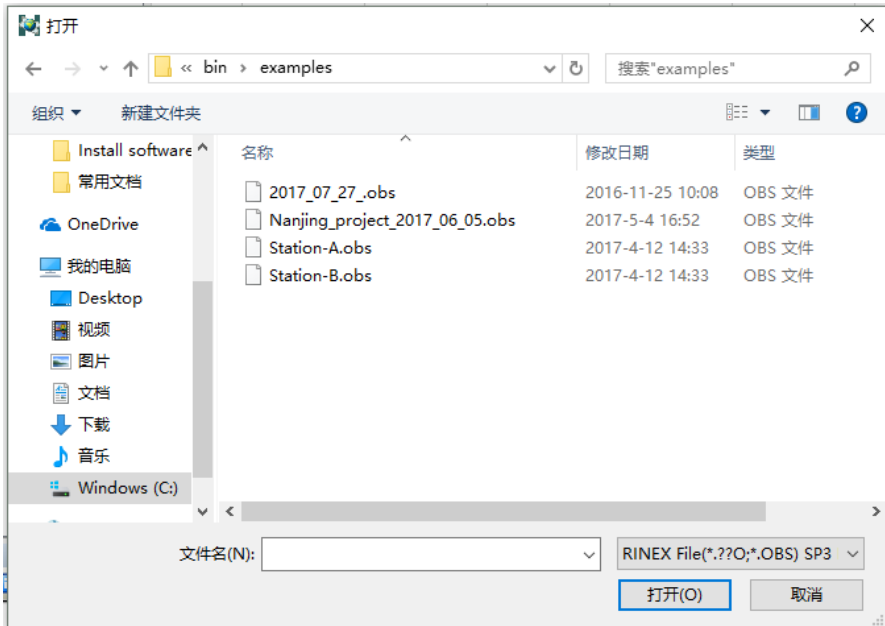 打开
« bin › examples
搜索"examples"
组织
新建文件夹
名称
修改日期
类型
Install software
常用文档
OneDrive
我的电脑
Desktop
视频
图片
文档
下载
音乐
Windows (C:)
2017_07_27_.obs 2016-11-25 10:08 OBS 文件
Nanjing_project_2017_06_05.obs 2017-5-4 16:52 OBS 文件
Station-A.obs 2017-4-12 14:33 OBS 文件
Station-B.obs 2017-4-12 14:33 OBS 文件
文件名(N):
RINEX File(*.??O;*.OBS) SP3
打开(O)
取消